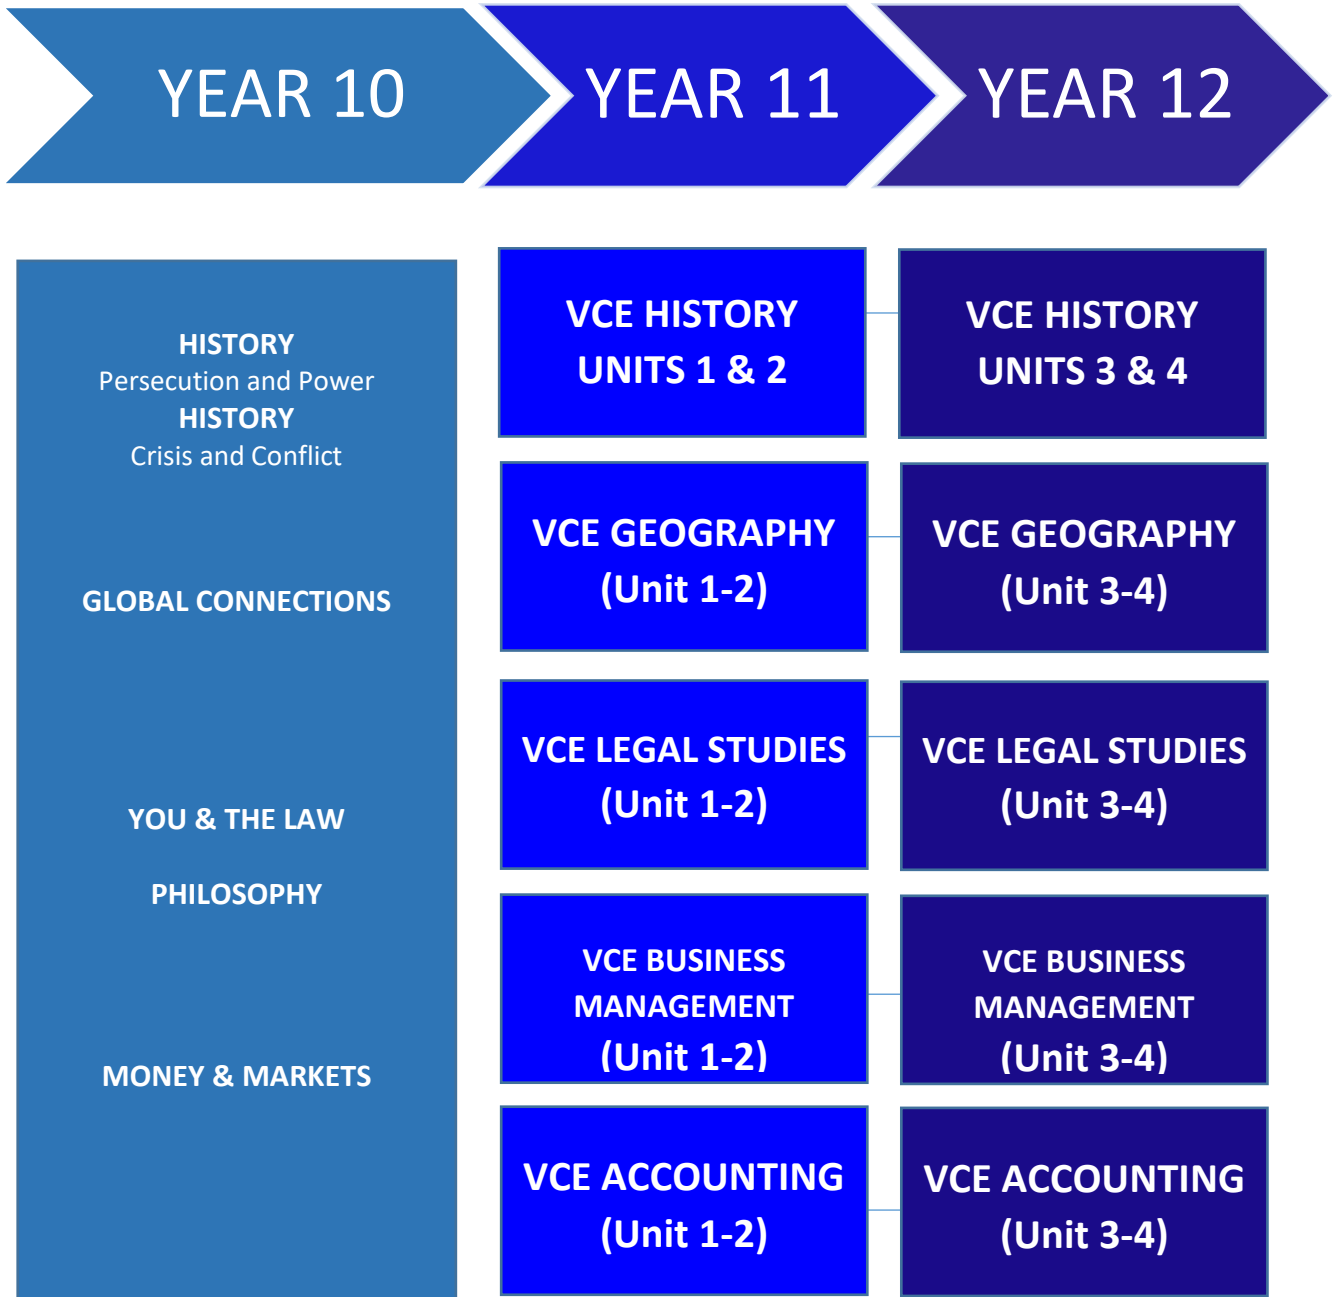 YEAR 10
YEAR 11
YEAR 12
HISTORY
Persecution and Power
HISTORY
Crisis and Conflict
GLOBAL CONNECTIONS
YOU & THE LAW
PHILOSOPHY
MONEY & MARKETS
VCE HISTORY
UNITS 1 & 2
VCE HISTORY
UNITS 3 & 4
VCE GEOGRAPHY
(Unit 1-2)
VCE GEOGRAPHY
(Unit 3-4)
VCE LEGAL STUDIES
(Unit 1-2)
VCE LEGAL STUDIES
(Unit 3-4)
VCE BUSINESS
MANAGEMENT
(Unit 1-2)
VCE BUSINESS
MANAGEMENT
(Unit 3-4)
VCE ACCOUNTING
(Unit 1-2)
VCE ACCOUNTING
(Unit 3-4)